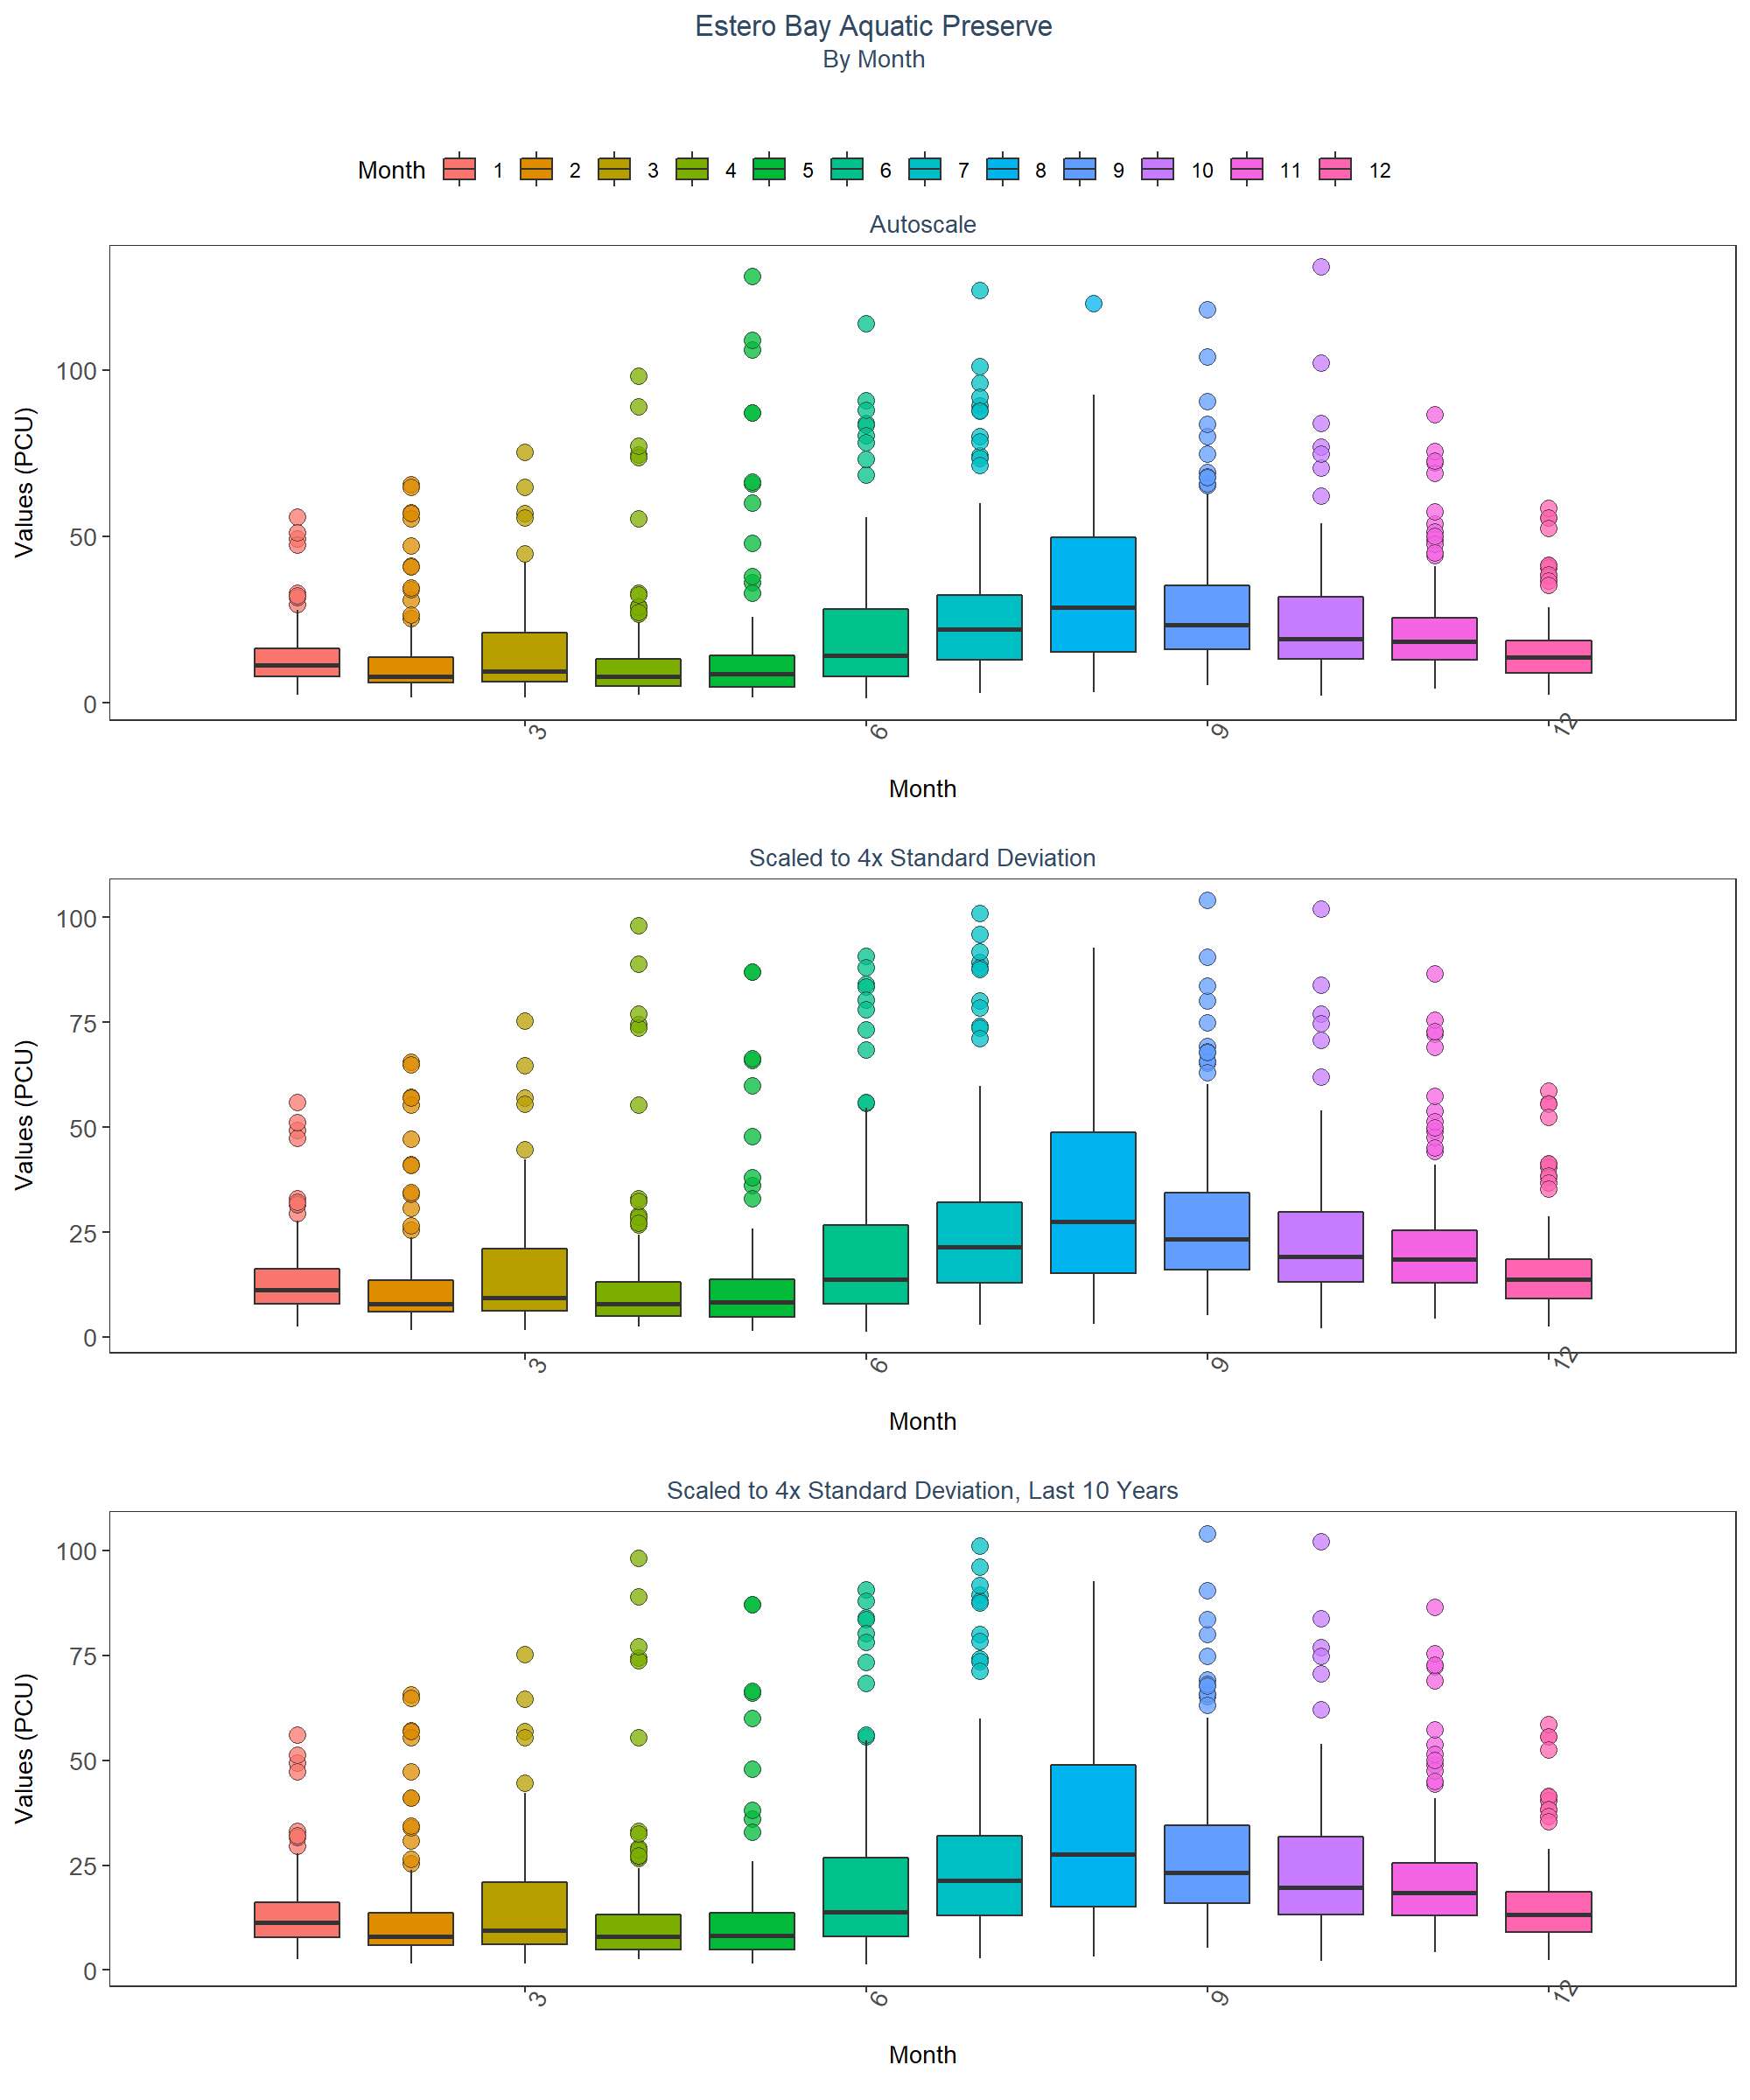 Estero Bay Aquatic Preserve
By Month
Month 1 2 3 4 5 6 7 8 9 10 11 12
Autoscale
Values (PCU)
100
50
0
3 6 9 12
Month
Scaled to 4x Standard Deviation
Values (PCU)
100
75
50
25
0
3 6 9 12
Month
Scaled to 4x Standard Deviation, Last 10 Years
Values (PCU)
100
75
50
25
0
3 6 9 12
Month